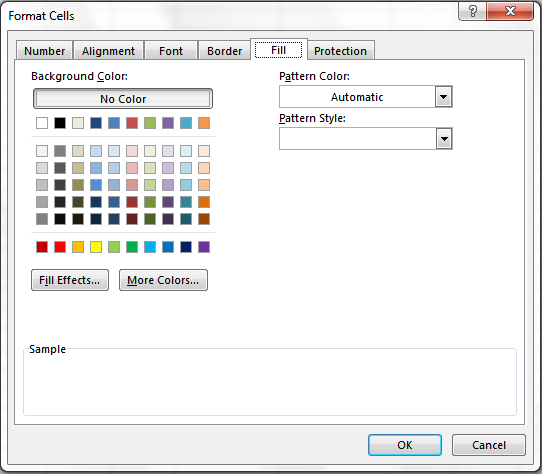 Format Cells
?
Number Alignment Font Border Fill Protection
Background Color:
No Color
Pattern Color:
Automatic
Pattern Style:
Fill Effects... More Colors...
Sample
OK Cancel